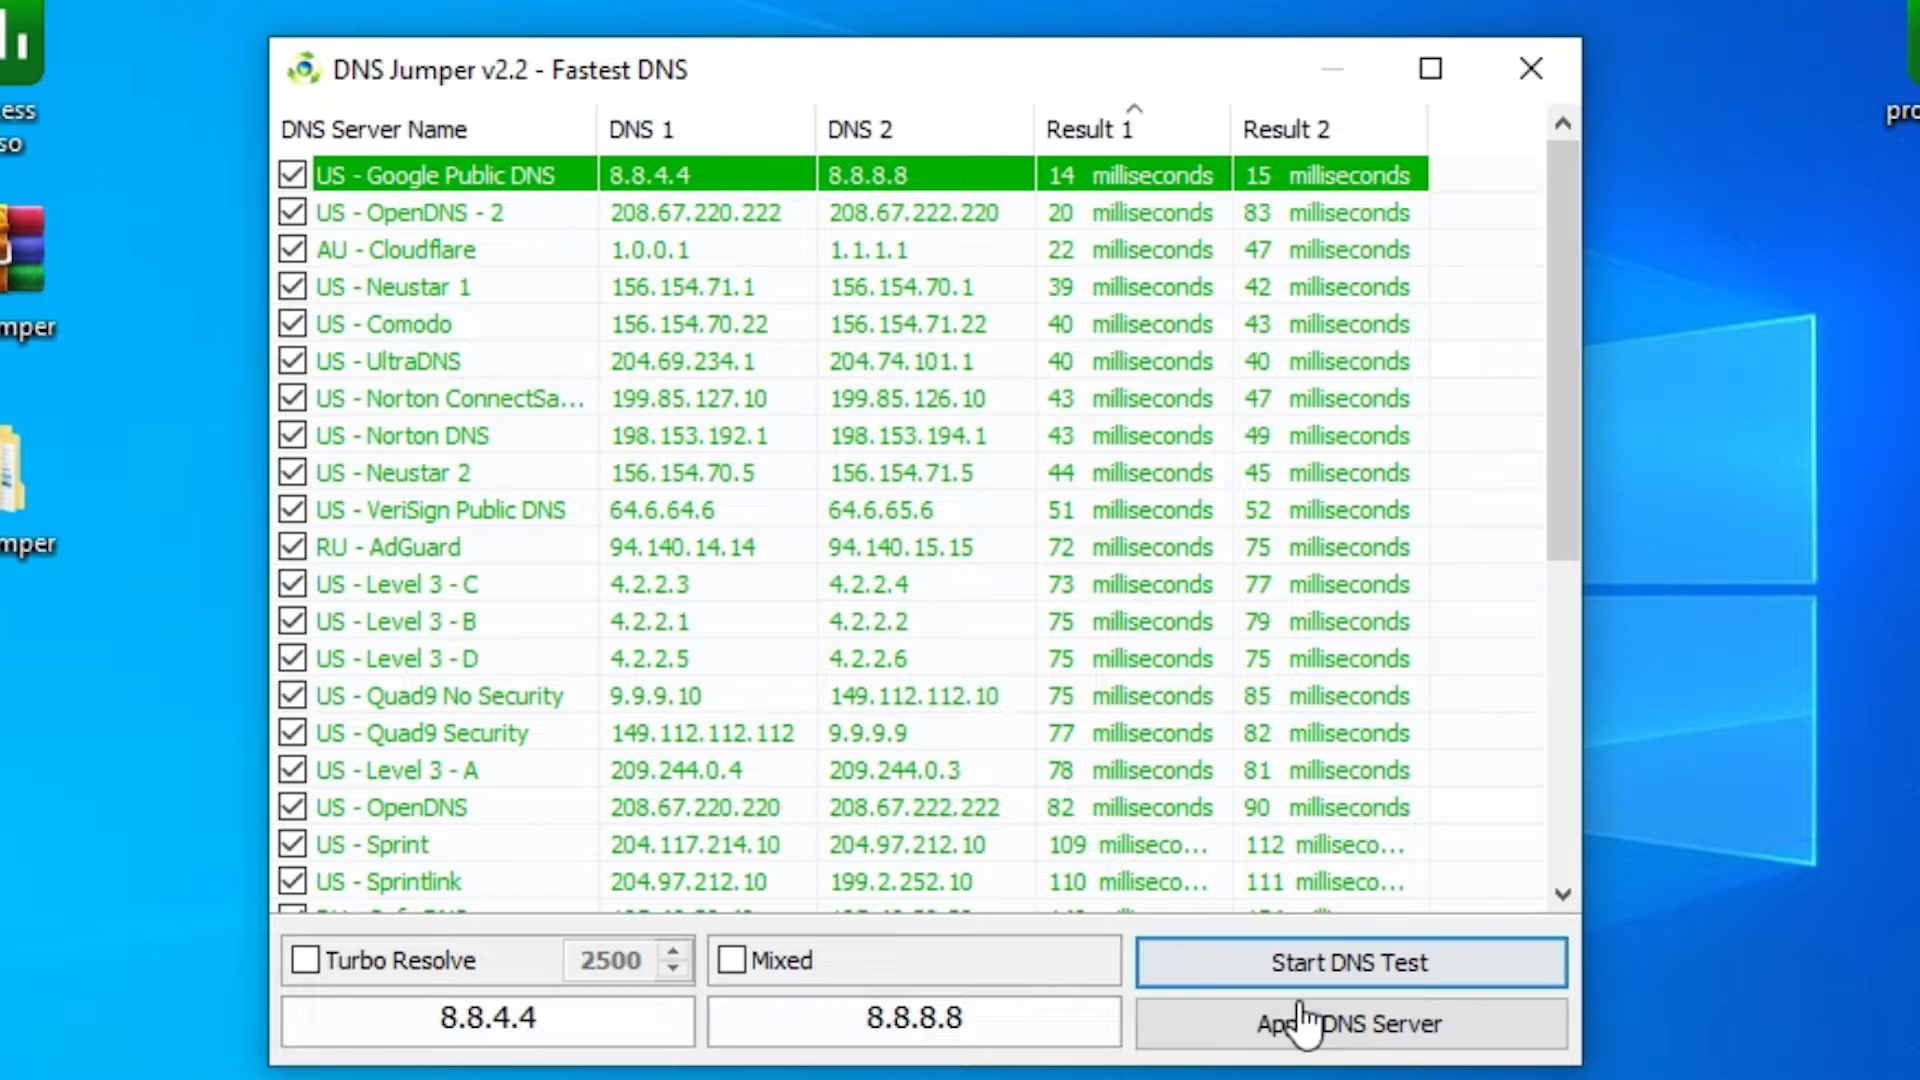 ess
so
mper
mper
pro
DNS Jumper v2.2 - Fastest DNS
DNS Server Name DNS 1 DNS 2 Result 1 Result 2
US - Google Public DNS 8.8.4.4 8.8.8.8 14 milliseconds 15 milliseconds
US - OpenDNS - 2 208.67.220.222 208.67.222.220 20 milliseconds 83 milliseconds
AU - Cloudflare 1.0.0.1 1.1.1.1 22 milliseconds 47 milliseconds
US - Neustar 1 156.154.71.1 156.154.70.1 39 milliseconds 42 milliseconds
US - Comodo 156.154.70.22 156.154.71.22 40 milliseconds 43 milliseconds
US - UltraDNS 204.69.234.1 204.74.101.1 40 milliseconds 40 milliseconds
US - Norton ConnectSa... 199.85.127.10 199.85.126.10 43 milliseconds 47 milliseconds
US - Norton DNS 198.153.192.1 198.153.194.1 43 milliseconds 49 milliseconds
US - Neustar 2 156.154.70.5 156.154.71.5 44 milliseconds 45 milliseconds
US - VeriSign Public DNS 64.6.64.6 64.6.65.6 51 milliseconds 52 milliseconds
RU - AdGuard 94.140.14.14 94.140.15.15 72 milliseconds 75 milliseconds
US - Level 3 - C 4.2.2.3 4.2.2.4 73 milliseconds 77 milliseconds
US - Level 3 - B 4.2.2.1 4.2.2.2 75 milliseconds 79 milliseconds
US - Level 3 - D 4.2.2.5 4.2.2.6 75 milliseconds 75 milliseconds
US - Quad9 No Security 9.9.9.10 149.112.112.10 75 milliseconds 85 milliseconds
US - Quad9 Security 149.112.112.112 9.9.9.9 77 milliseconds 82 milliseconds
US - Level 3 - A 209.244.0.4 209.244.0.3 78 milliseconds 81 milliseconds
US - OpenDNS 208.67.220.220 208.67.222.222 82 milliseconds 90 milliseconds
US - Sprint 204.117.214.10 204.97.212.10 109 milliseco... 112 milliseco...
US - Sprintlink 204.97.212.10 199.2.252.10 110 milliseco... 111 milliseco...
Turbo Resolve 2500 Mixed Start DNS Test
8.8.4.4 8.8.8.8 DNS Server